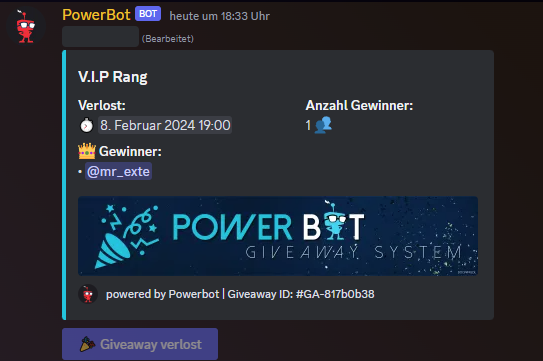 PowerBot BOT heute um 18:33 Uhr
(Bearbeitet)
V.I.P Rang
Verlost: Anzahl Gewinner:
8. Februar 2024 19:00 1
Gewinner:
• @mr_exte
POWER BOT
GIVEAWAY SYSTEM
powered by Powerbot | Giveaway ID: #GA-817b0b38
Giveaway verlost